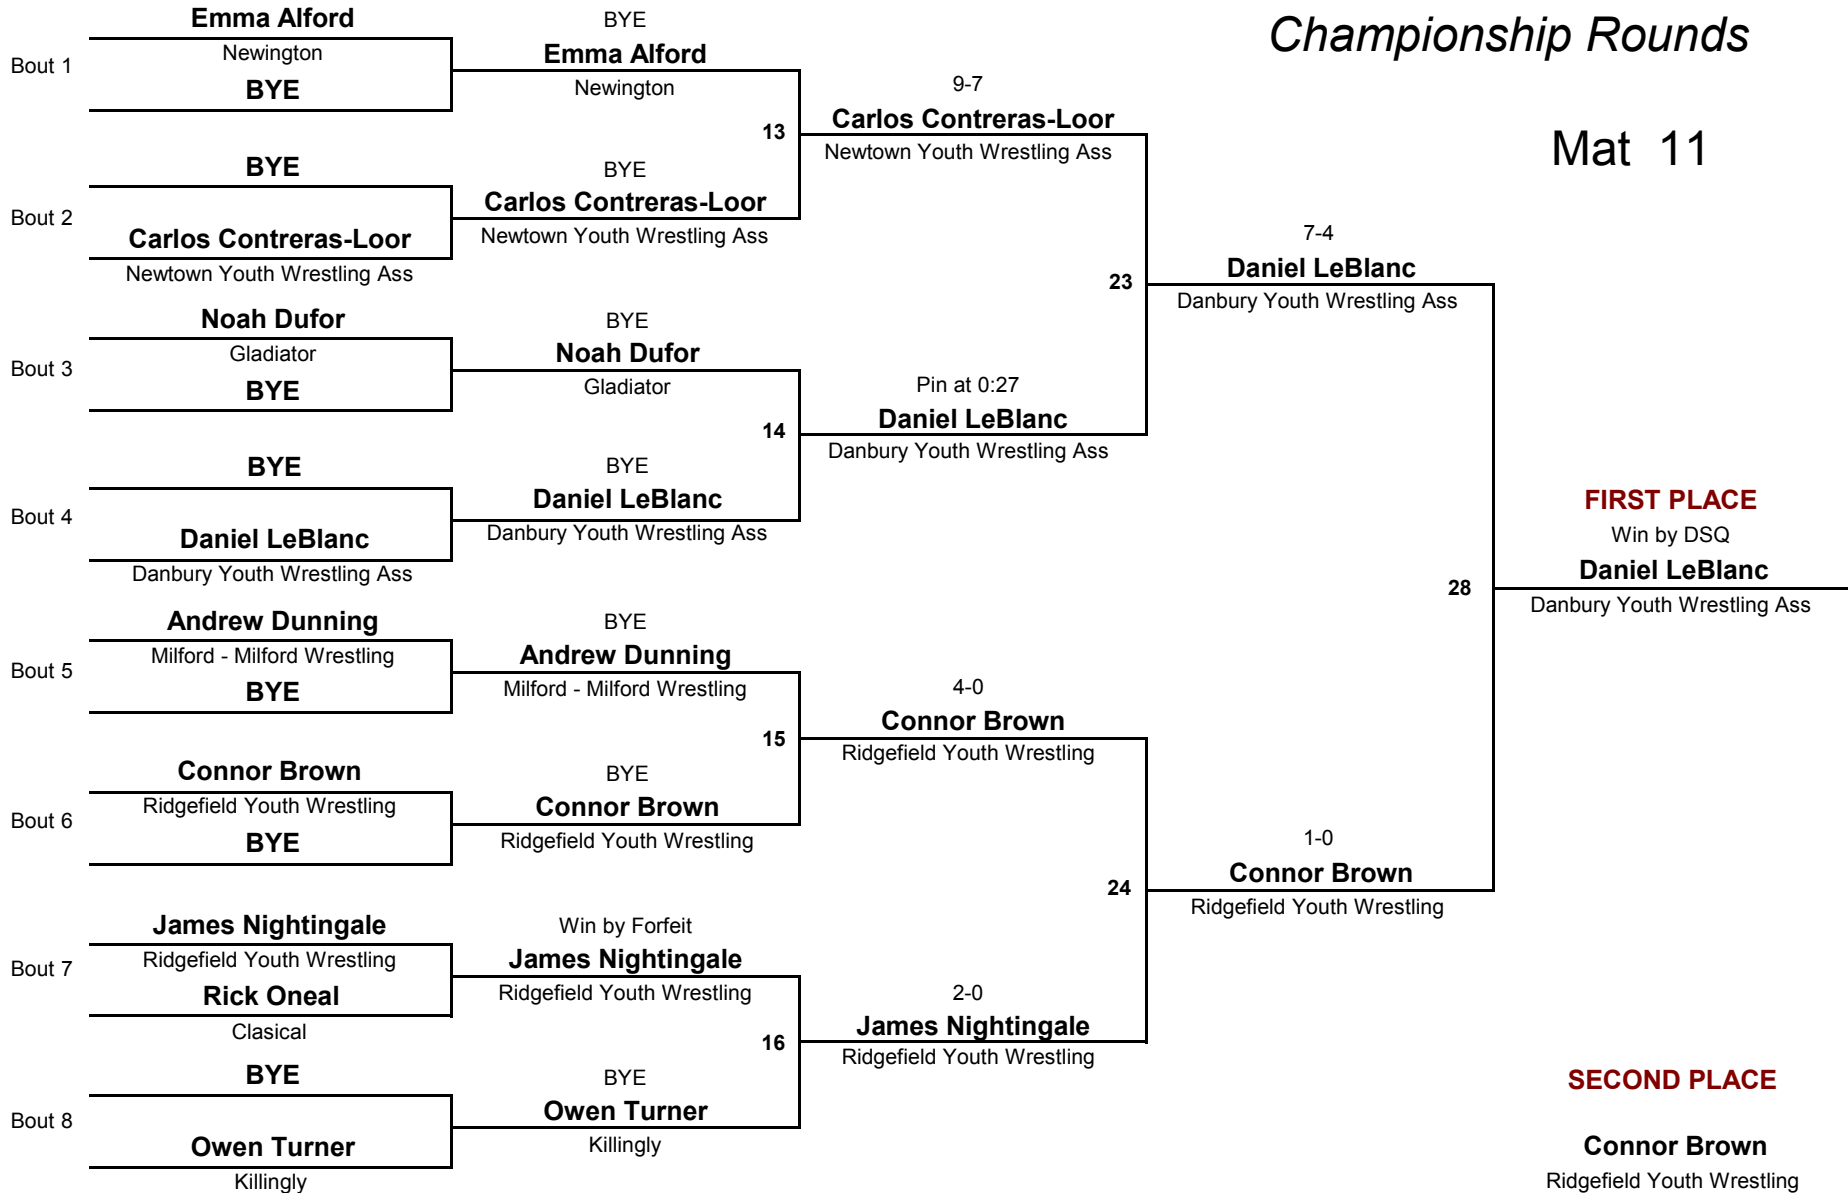 Championship Rounds
Mat 11
Bout 1
Emma Alford
Newington
BYE
Bout 2
BYE
Carlos Contreras-Loor
Newtown Youth Wrestling Ass
Bout 3
Noah Dufor
Gladiator
BYE
Bout 4
BYE
Daniel LeBlanc
Danbury Youth Wrestling Ass
Bout 5
Andrew Dunning
Milford - Milford Wrestling
BYE
Bout 6
Connor Brown
Ridgefield Youth Wrestling
BYE
Bout 7
James Nightingale
Ridgefield Youth Wrestling
Rick Oneal
Clasical
Bout 8
BYE
Owen Turner
Killingly
BYE
Emma Alford
Newington
13
BYE
Carlos Contreras-Loor
Newtown Youth Wrestling Ass
BYE
Noah Dufor
Gladiator
14
BYE
Daniel LeBlanc
Danbury Youth Wrestling Ass
BYE
Andrew Dunning
Milford - Milford Wrestling
15
BYE
Connor Brown
Ridgefield Youth Wrestling
Win by Forfeit
James Nightingale
Ridgefield Youth Wrestling
16
BYE
Owen Turner
Killingly
9-7
Carlos Contreras-Loor
Newtown Youth Wrestling Ass
23
Pin at 0:27
Daniel LeBlanc
Danbury Youth Wrestling Ass
4-0
Connor Brown
Ridgefield Youth Wrestling
24
2-0
James Nightingale
Ridgefield Youth Wrestling
7-4
Daniel LeBlanc
Danbury Youth Wrestling Ass
28
1-0
Connor Brown
Ridgefield Youth Wrestling
FIRST PLACE
Win by DSQ
Daniel LeBlanc
Danbury Youth Wrestling Ass
SECOND PLACE
Connor Brown
Ridgefield Youth Wrestling